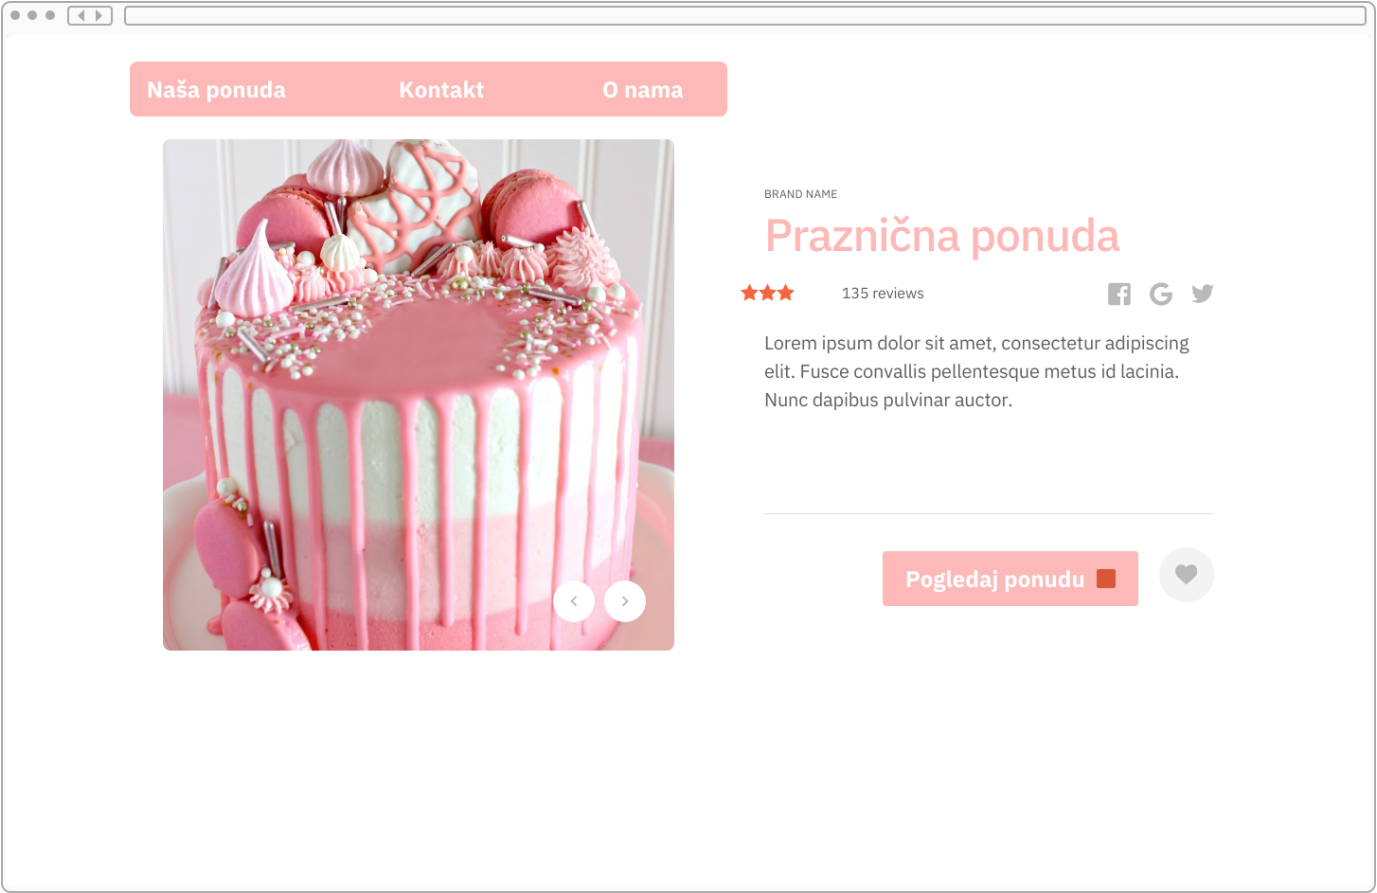 Naša ponuda
Kontakt
O nama
BRAND NAME
Praznična ponuda
135 reviews
Lorem ipsum dolor sit amet, consectetur adipiscing
elit. Fusce convallis pellentesque metus id lacinia.
Nunc dapibus pulvinar auctor.
Pogledaj ponudu